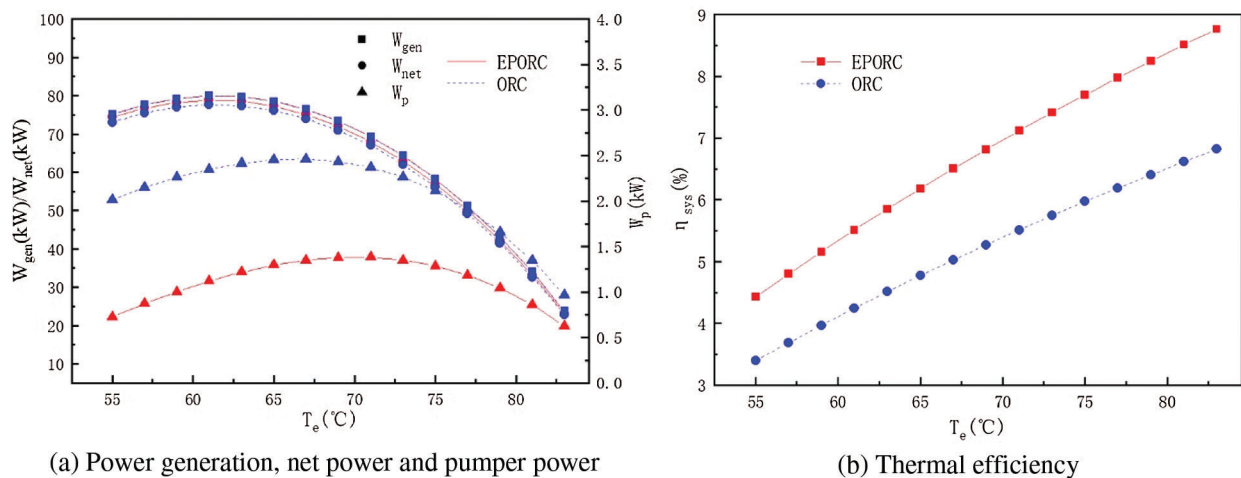 100
90
80
70
60
50
40
30
20
10
W_gen(kW)/W_net(kW)
W_gen
W_net
W_p
EPORC
ORC
4.0
3.5
3.0
2.5
2.0
1.5
1.0
0.5
0.0
W_p(kW)
55 60 65 70 75 80
T_e(℃)
(a) Power generation, net power and pumper power
9
8
7
6
5
4
3
η_sys(%)
EPORC
ORC
55 60 65 70 75 80
T_e(℃)
(b) Thermal efficiency